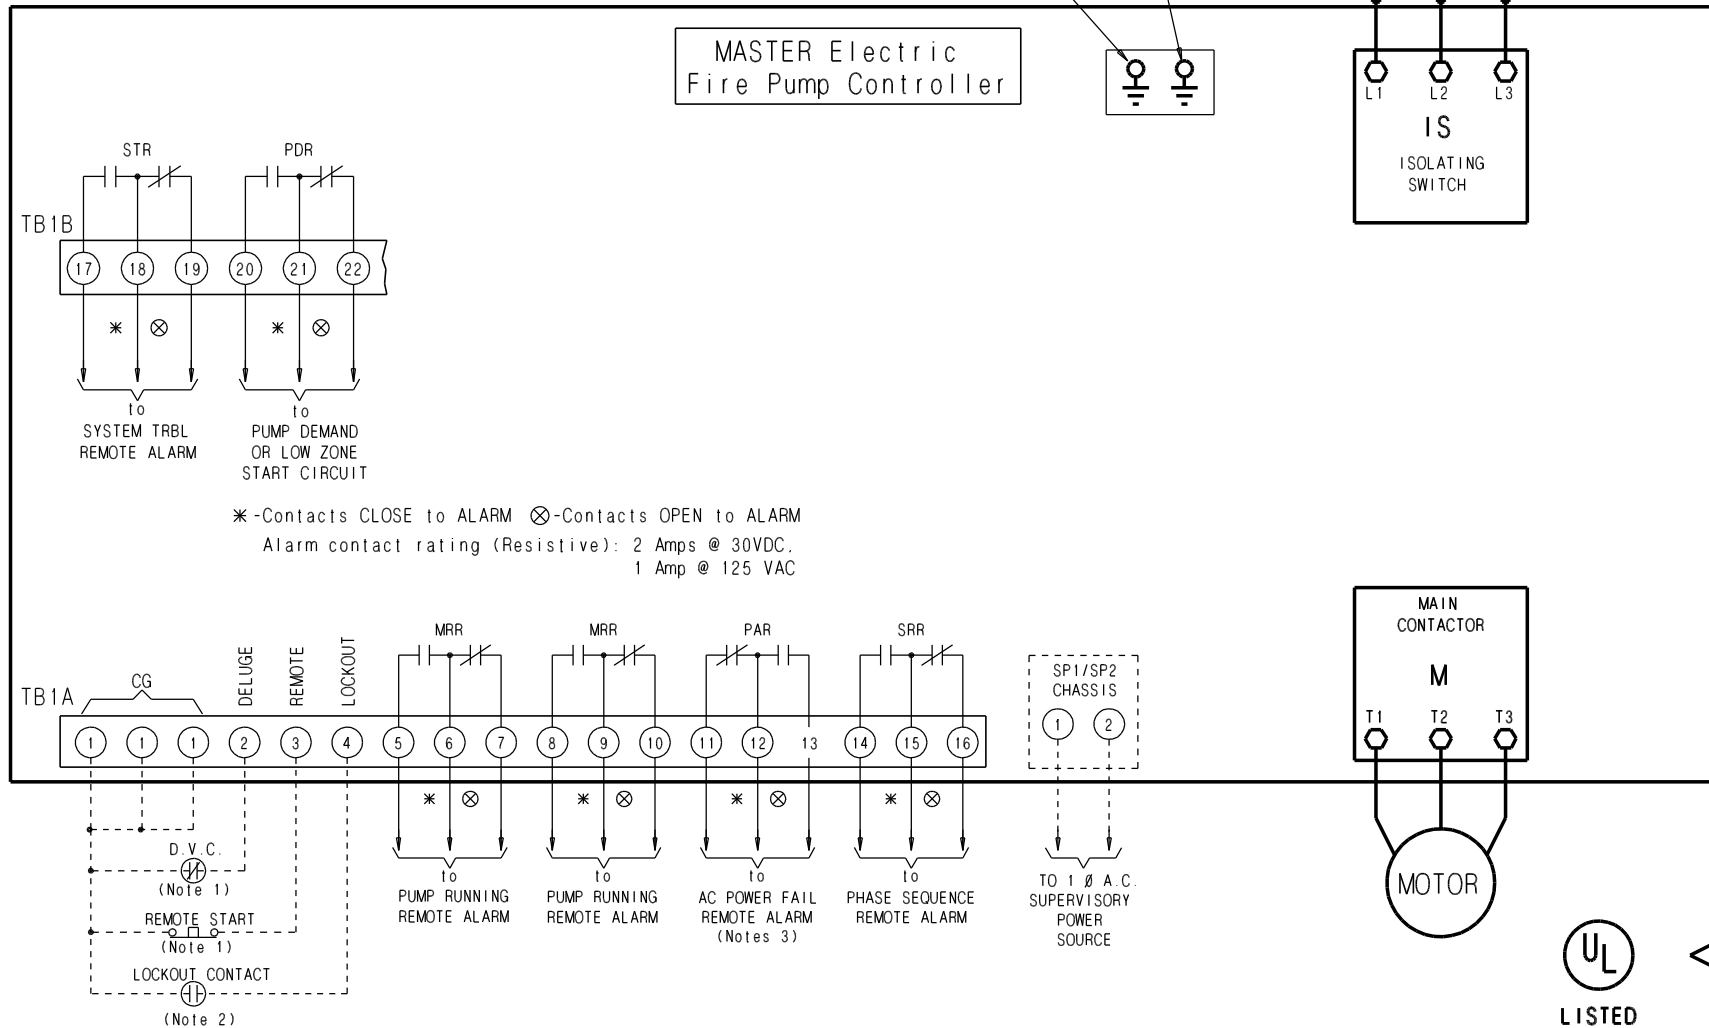 MASTER Electric
Fire Pump Controller
L1 L2 L3
IS
ISOLATING
SWITCH
STR PDR
TB1B
17 18 19 20 21 22
to
SYSTEM TRBL
REMOTE ALARM
to
PUMP DEMAND
OR LOW ZONE
START CIRCUIT
-Contacts CLOSE to ALARM -Contacts OPEN to ALARM
Alarm contact rating (Resistive): 2 Amps @ 30VDC.
1 Amp @ 125 VAC
TB1A
CG
DELUGE
REMOTE
LOCKOUT
MRR MRR PAR SRR
1 1 1 2 3 4 5 6 7 8 9 10 11 12 13 14 15 16
SP1/SP2
CHASSIS
1 2
MAIN
CONTACTOR
M
T1 T2 T3
D.V.C.
(Note 1)
REMOTE START
(Note 1)
LOCKOUT CONTACT
(Note 2)
to
PUMP RUNNING
REMOTE ALARM
to
PUMP RUNNING
REMOTE ALARM
to
AC POWER FAIL
REMOTE ALARM
(Notes 3)
to
PHASE SEQUENCE
REMOTE ALARM
TO 1 Ø A.C.
SUPERVISORY
POWER
SOURCE
MOTOR
UL
LISTED